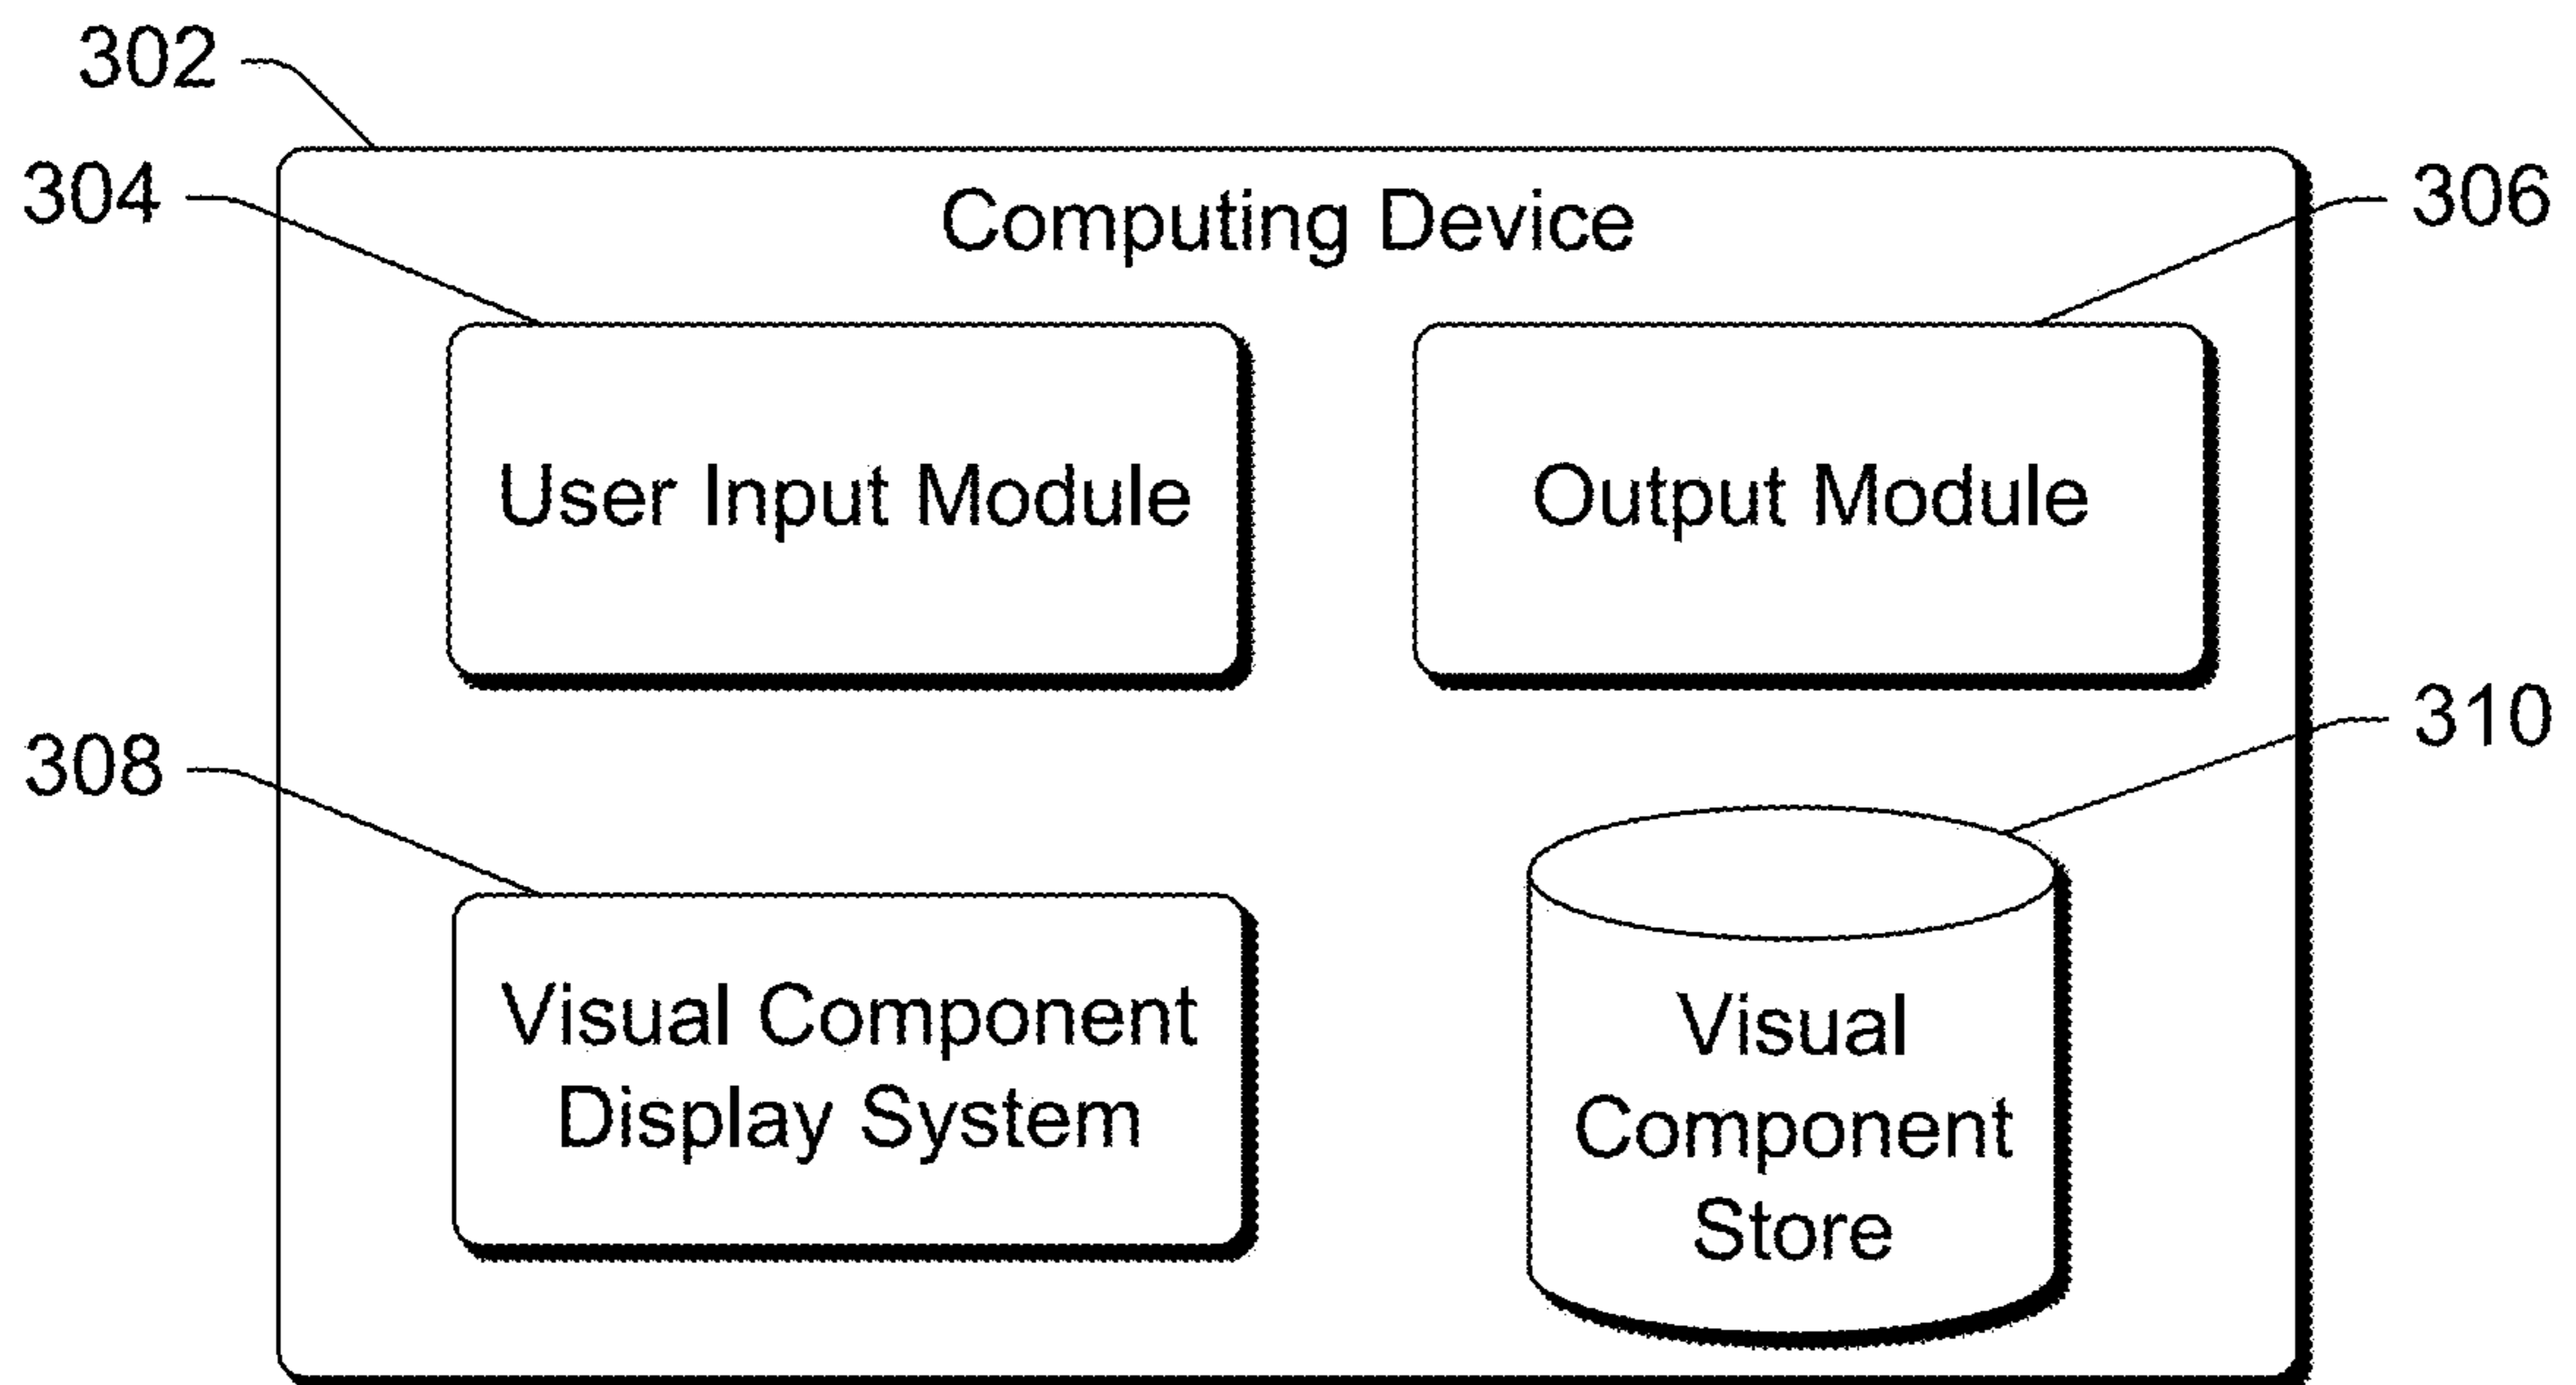 302
304
Computing Device
306
User Input Module
Output Module
308
310
Visual Component
Display System
Visual
Component
Store